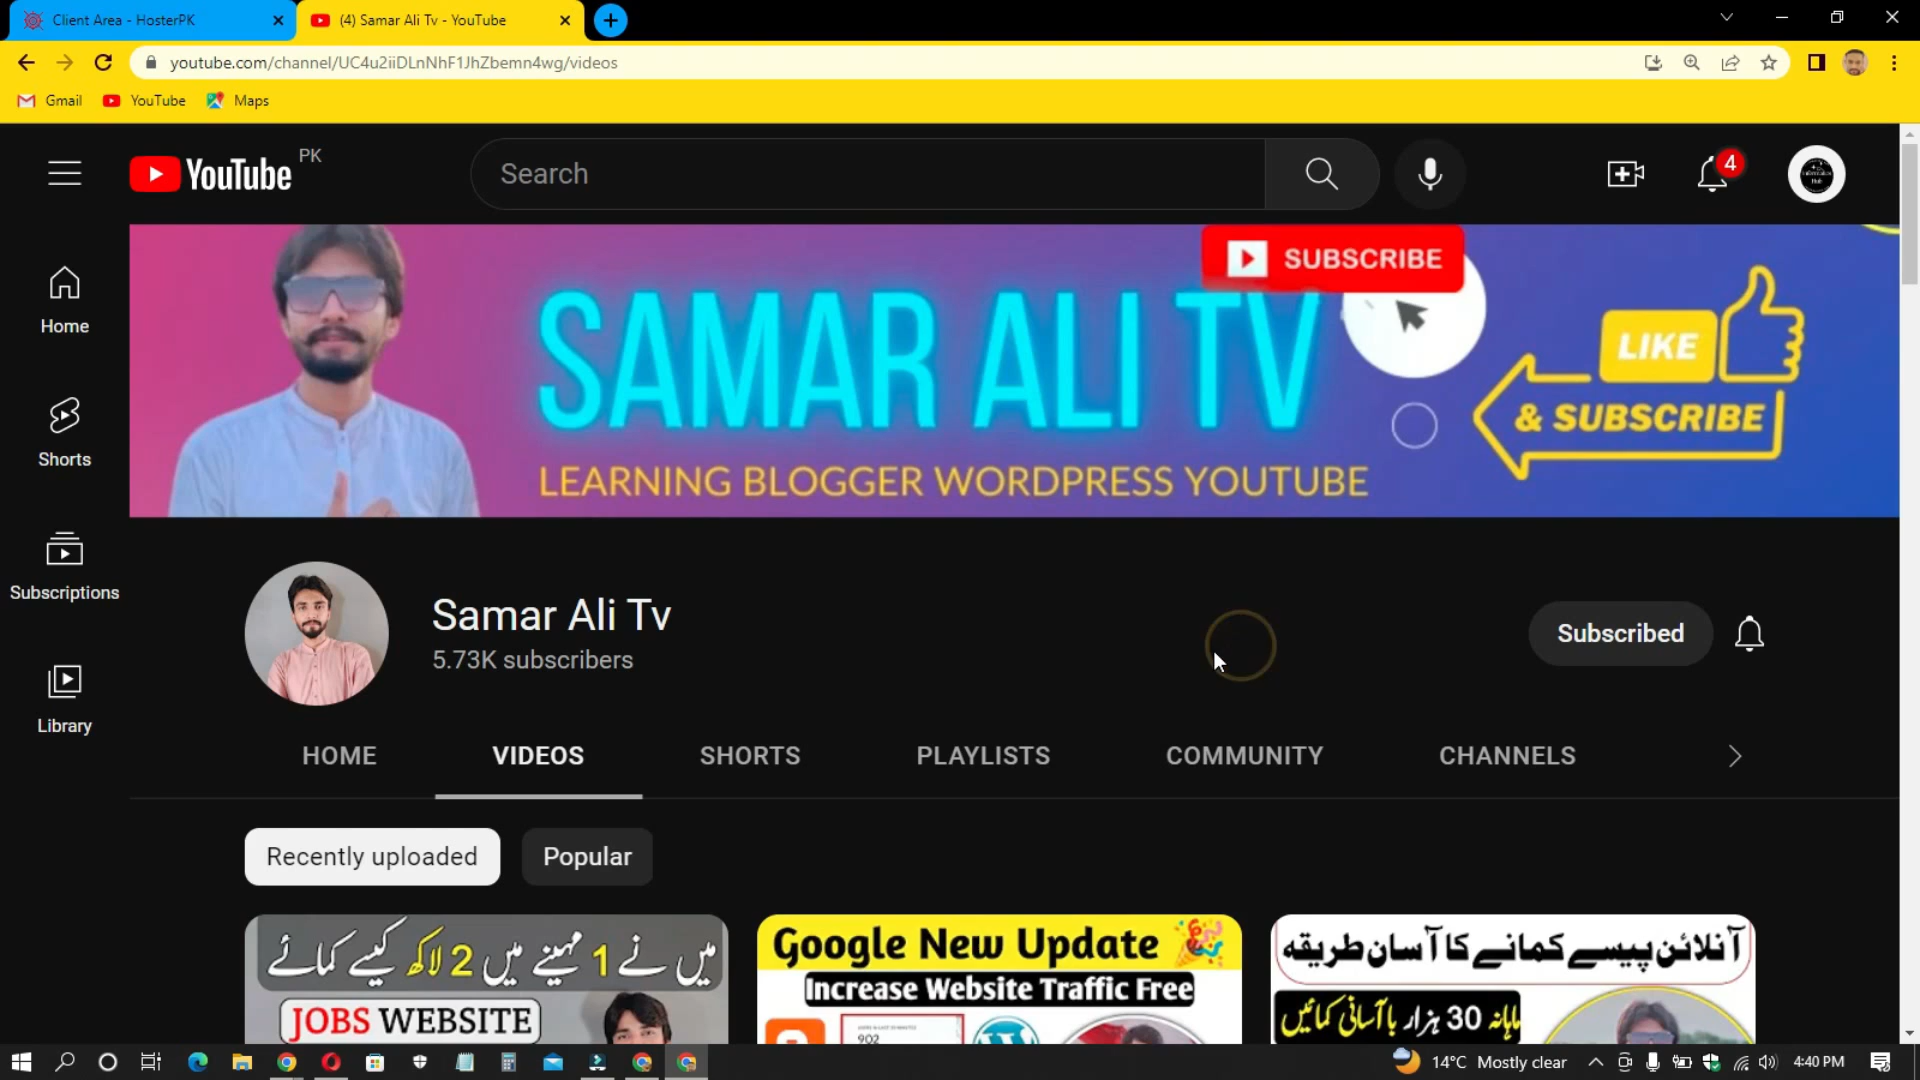 Client Area - HosterPK
(4) Samar Ali Tv - YouTube
youtube.com/channel/UC4u2iiDLnNhF1JhZbemn4wg/videos
Gmail
YouTube
Maps
YouTube PK
Search
4
SUBSCRIBE
SAMAR ALI TV
LIKE
& SUBSCRIBE
LEARNING BLOGGER WORDPRESS YOUTUBE
Home
Shorts
Subscriptions
Library
Samar Ali Tv
5.73K subscribers
Subscribed
HOME
VIDEOS
SHORTS
PLAYLISTS
COMMUNITY
CHANNELS
Recently uploaded
Popular
میں نے 1 مہینے میں 2 لاکھ کیسے کمائے
JOBS WEBSITE
Google New Update
Increase Website Traffic Free
902
آنلائن پیسے کمانے کا آسان طریقہ
ماہانہ 30 ہزار باآسانی کمائیں
14°C Mostly clear
4:40 PM